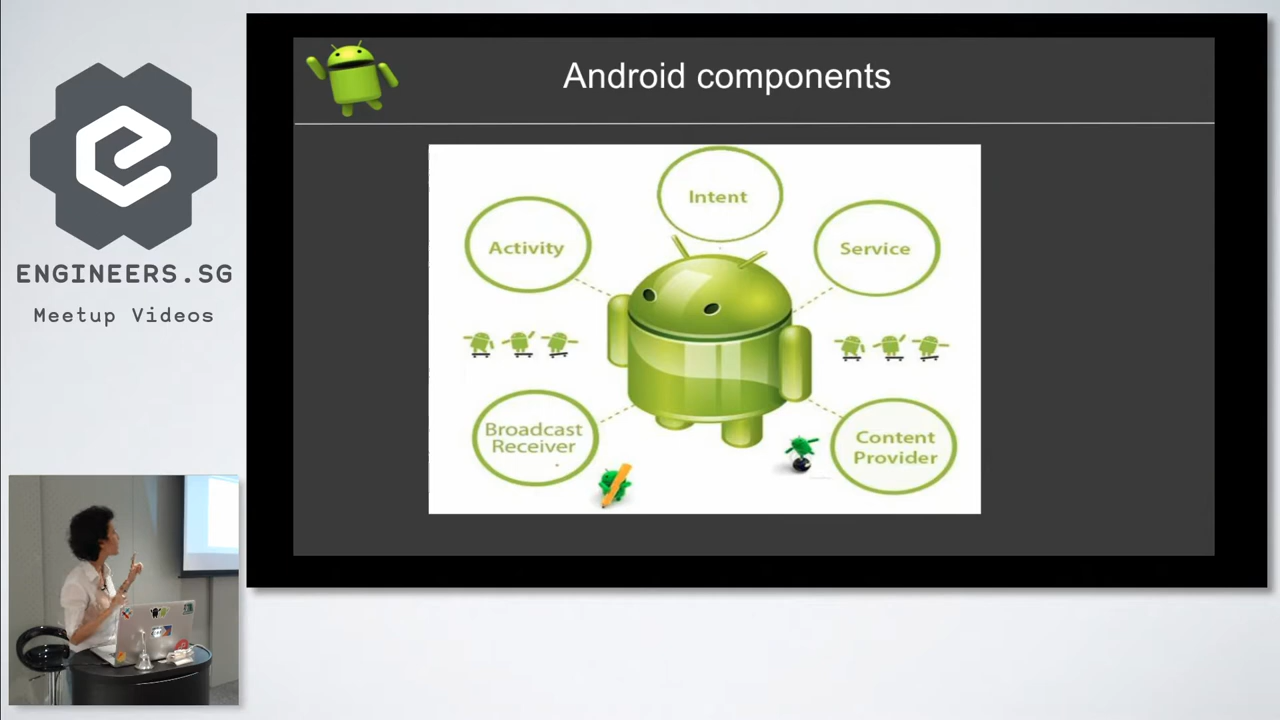 ENGINEERS.SG
Meetup Videos
Android components
Intent
Activity
Service
Broadcast
Receiver
Content
Provider